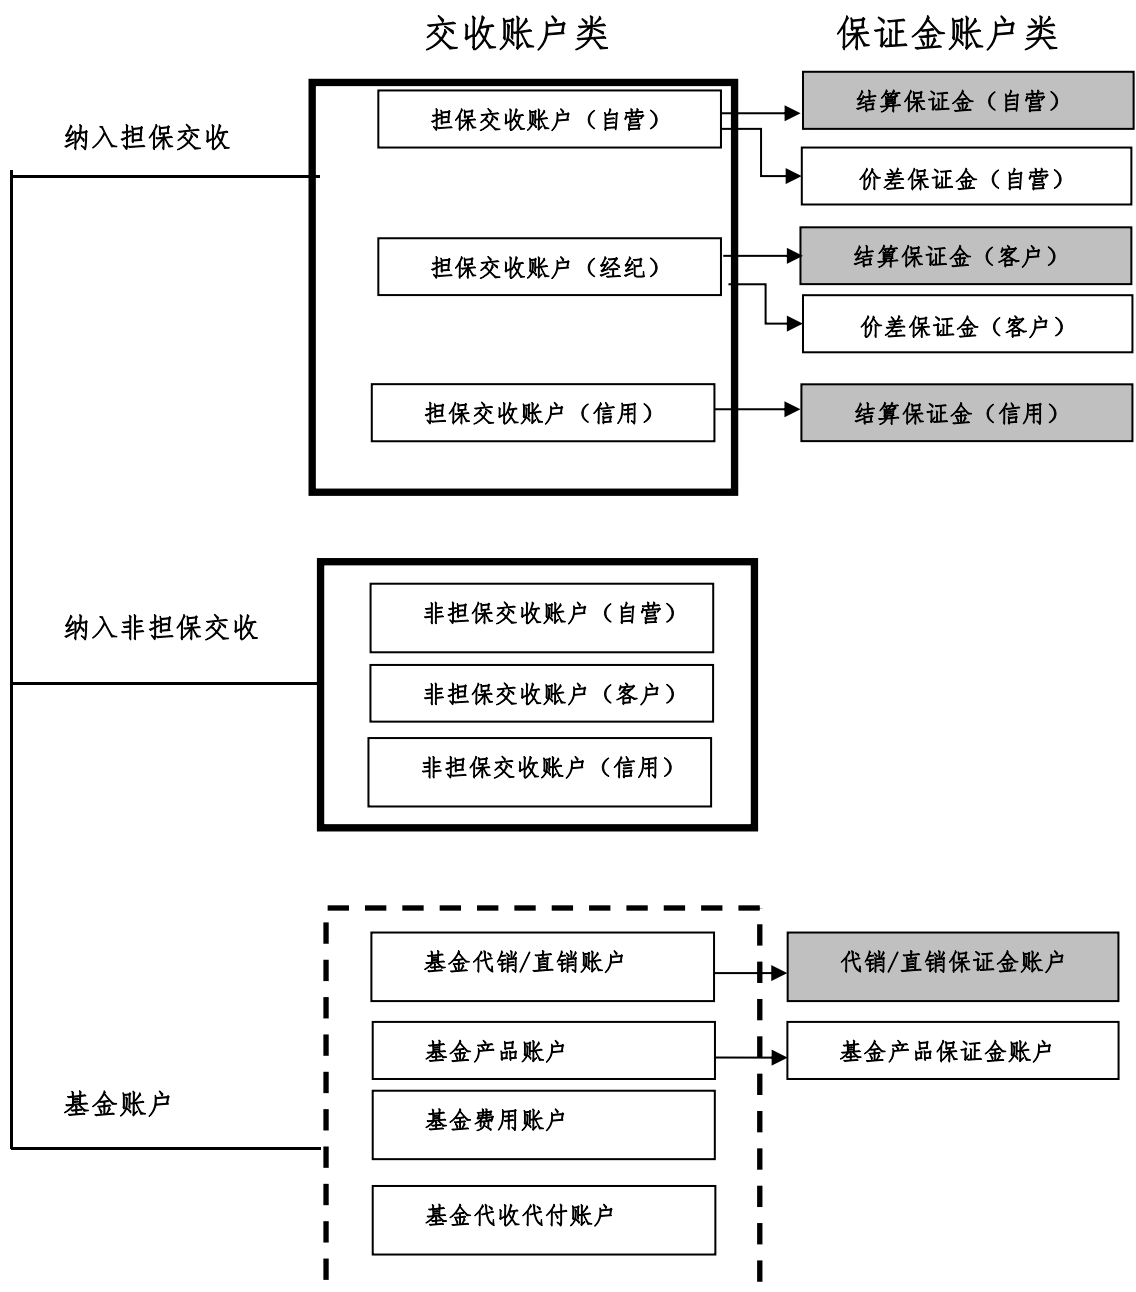 交收账户类
保证金账户类
纳入担保交收
担保交收账户（自营）
结算保证金（自营）
价差保证金（自营）
担保交收账户（经纪）
结算保证金（客户）
价差保证金（客户）
担保交收账户（信用）
结算保证金（信用）
纳入非担保交收
非担保交收账户（自营）
非担保交收账户（客户）
非担保交收账户（信用）
基金账户
基金代销/直销账户
代销/直销保证金账户
基金产品账户
基金产品保证金账户
基金费用账户
基金代收代付账户